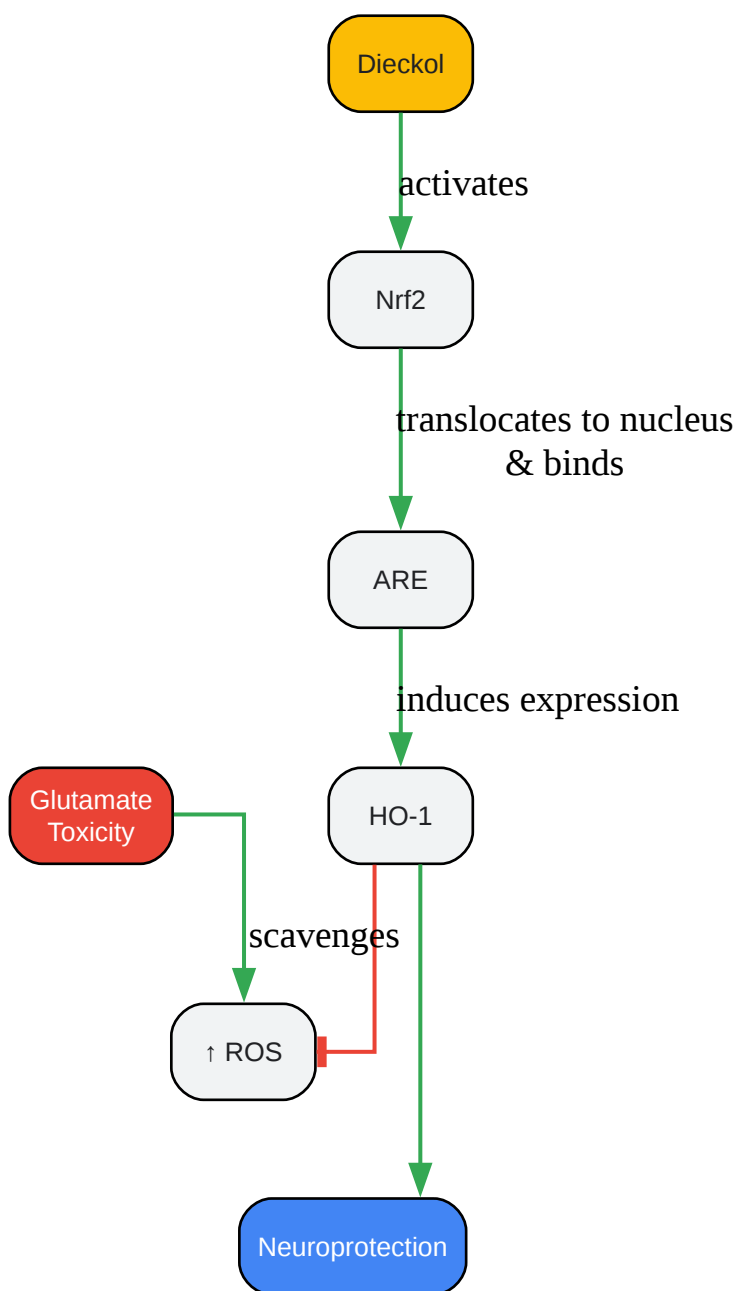 Dieckol
activates
Nrf2
translocates to nucleus
& binds
ARE
induces expression
Glutamate
Toxicity
HO-1
scavenges
↑ ROS
Neuroprotection